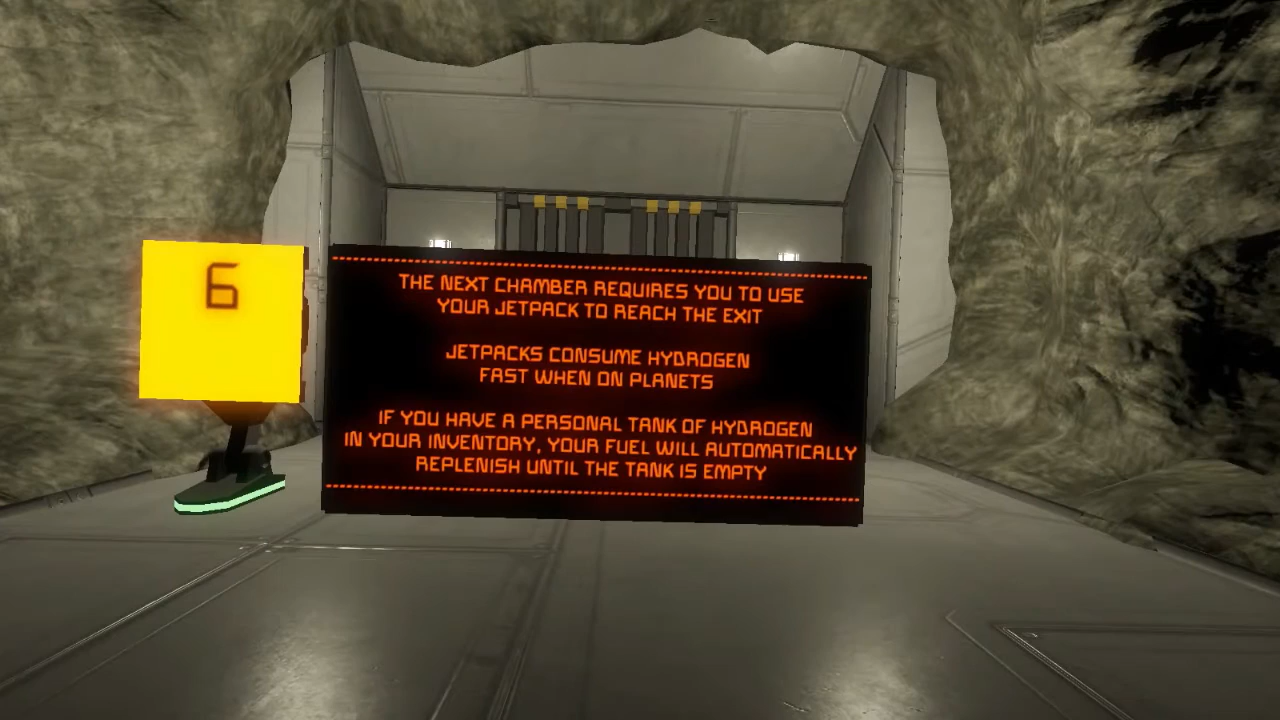 6
THE NEXT CHAMBER REQUIRES YOU TO USE
YOUR JETPACK TO REACH THE EXIT
JETPACKS CONSUME HYDROGEN
FAST WHEN ON PLANETS
IF YOU HAVE A PERSONAL TANK OF HYDROGEN
IN YOUR INVENTORY, YOUR FUEL WILL AUTOMATICALLY
REPLENISH UNTIL THE TANK IS EMPTY